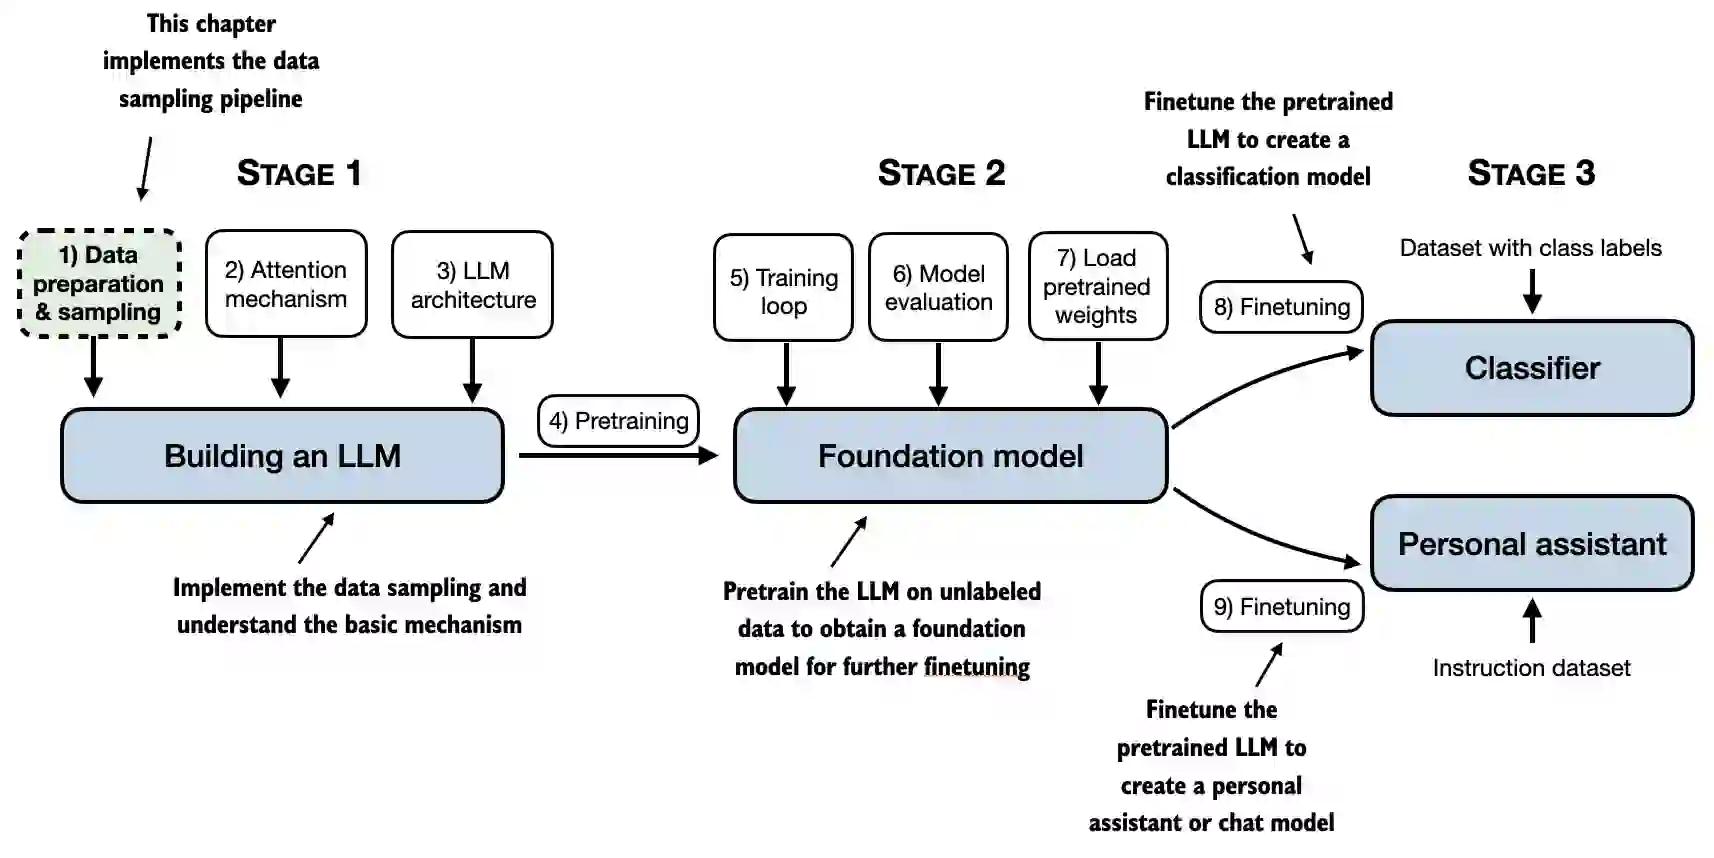 This chapter
implements the data
sampling pipeline
STAGE 1
1) Data
preparation
& sampling
2) Attention
mechanism
3) LLM
architecture
Building an LLM
Implement the data sampling and
understand the basic mechanism
4) Pretraining
STAGE 2
5) Training
loop
6) Model
evaluation
7) Load
pretrained
weights
Foundation model
Pretrain the LLM on unlabeled
data to obtain a foundation
model for further finetuning
Finetune the pretrained
LLM to create a
classification model
STAGE 3
8) Finetuning
Dataset with class labels
Classifier
Personal assistant
9) Finetuning
Instruction dataset
Finetune the
pretrained LLM to
create a personal
assistant or chat model